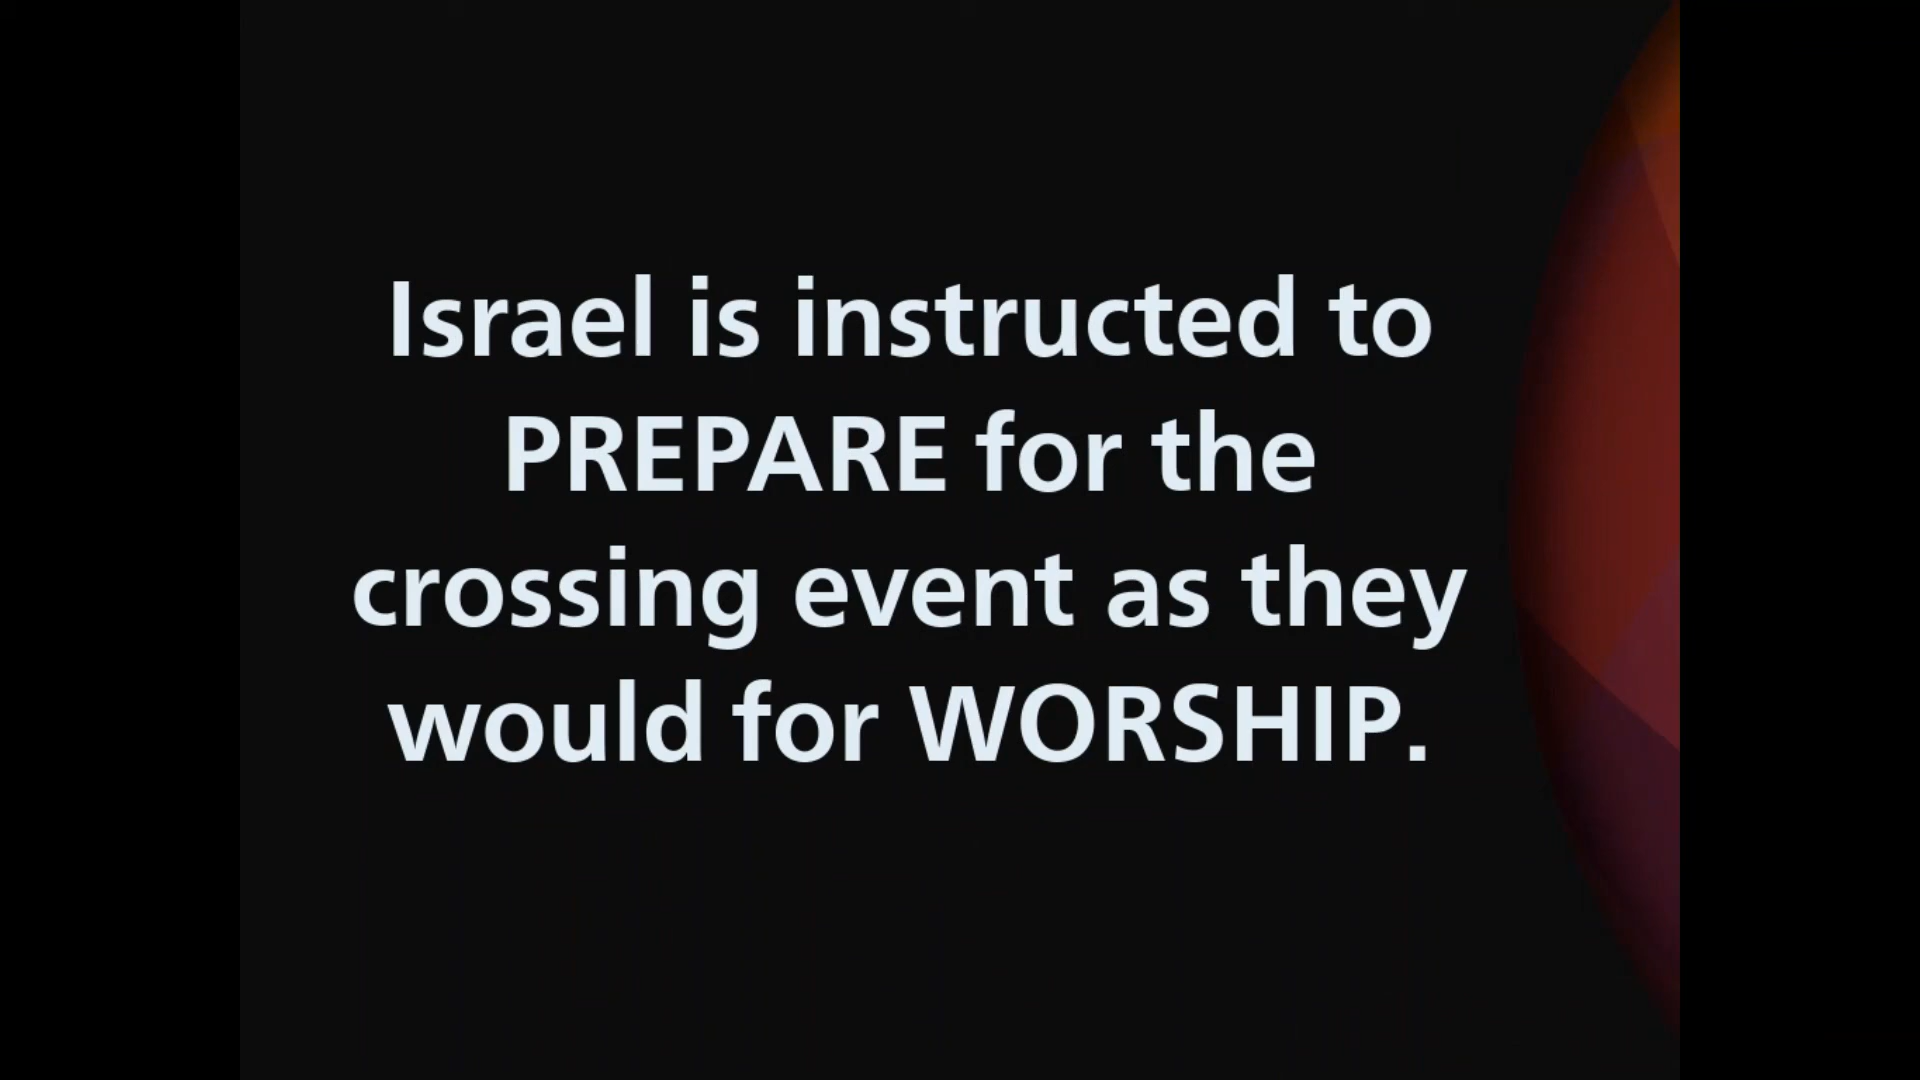 Israel is instructed to
PREPARE for the
crossing event as they
would for WORSHIP.